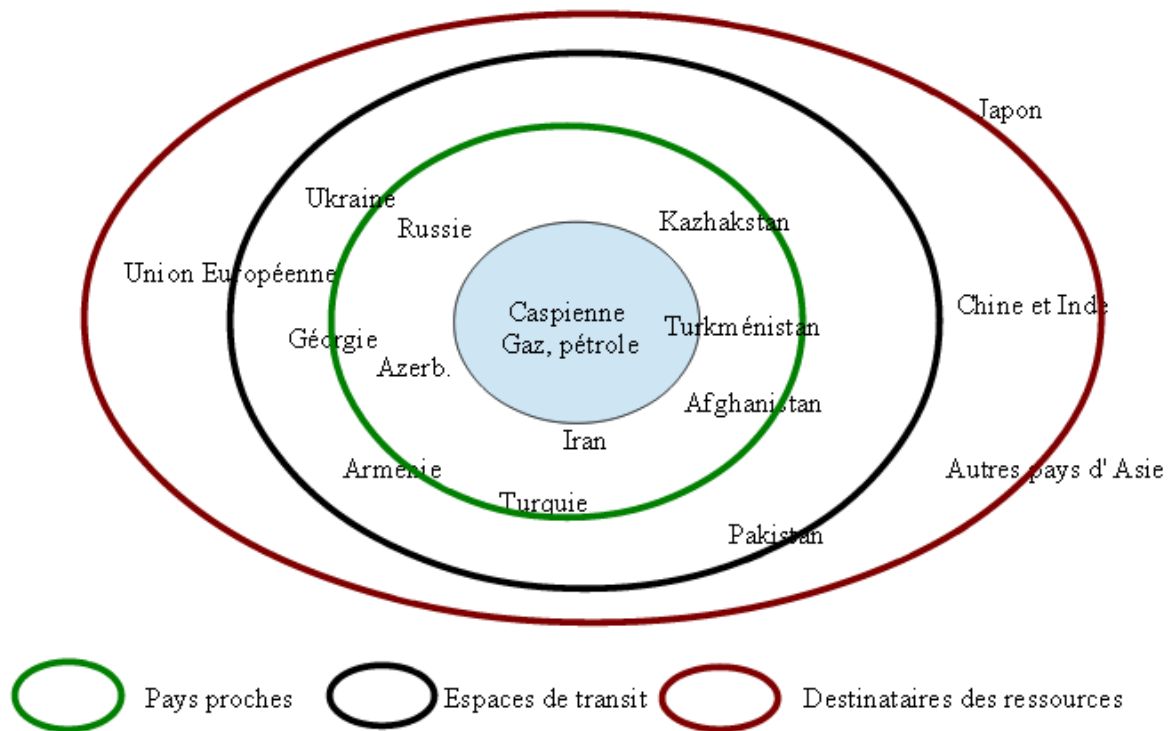 Japon
Ukraine
Russie
Kazhakstan
Union Européenne
Caspienne
Gaz, pétrole
Chine et Inde
Turkménistan
Géorgie
Azerb.
Afghanistan
Iran
Arménie
Autres pays d' Asie
Turquie
Pakistan
Pays proches
Espaces de transit
Destinataires des ressources